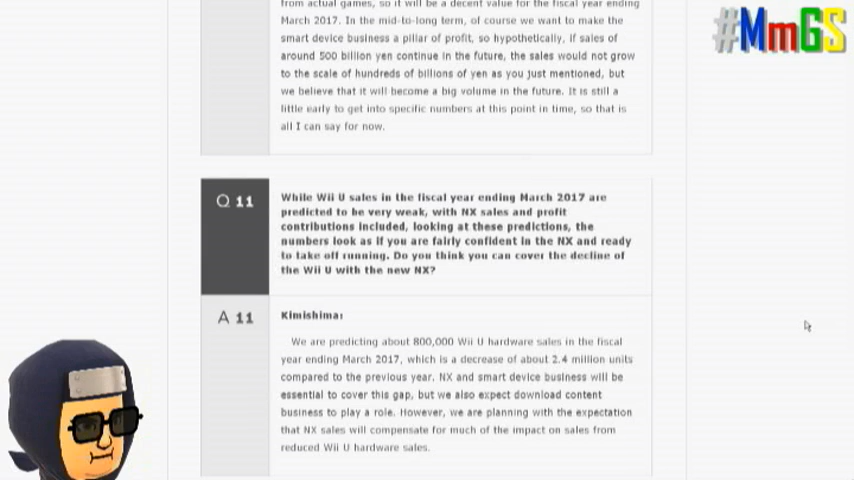 from actual games, so it will be a decent value for the fiscal year ending
March 2017. In the mid-to-long term, of course we want to make the
smart device business a pillar of profit, so hypothetically, if sales of
around 500 billion yen continue in the future, the sales would not grow
to the scale of hundreds of billions of yen as you just mentioned, but
we believe that it will become a big volume in the future. It is still a
little early to get into specific numbers at this point in time, so that is
all I can say for now.
#MmGS
Q 11
While Wii U sales in the fiscal year ending March 2017 are
predicted to be very weak, with NX sales and profit
contributions included, looking at these predictions, the
numbers look as if you are fairly confident in the NX and ready
to take off running. Do you think you can cover the decline of
the Wii U with the new NX?
A 11
Kimishima:
We are predicting about 800,000 Wii U hardware sales in the fiscal
year ending March 2017, which is a decrease of about 2.4 million units
compared to the previous year. NX and smart device business will be
essential to cover this gap, but we also expect download content
business to play a role. However, we are planning with the expectation
that NX sales will compensate for much of the impact on sales from
reduced Wii U hardware sales.